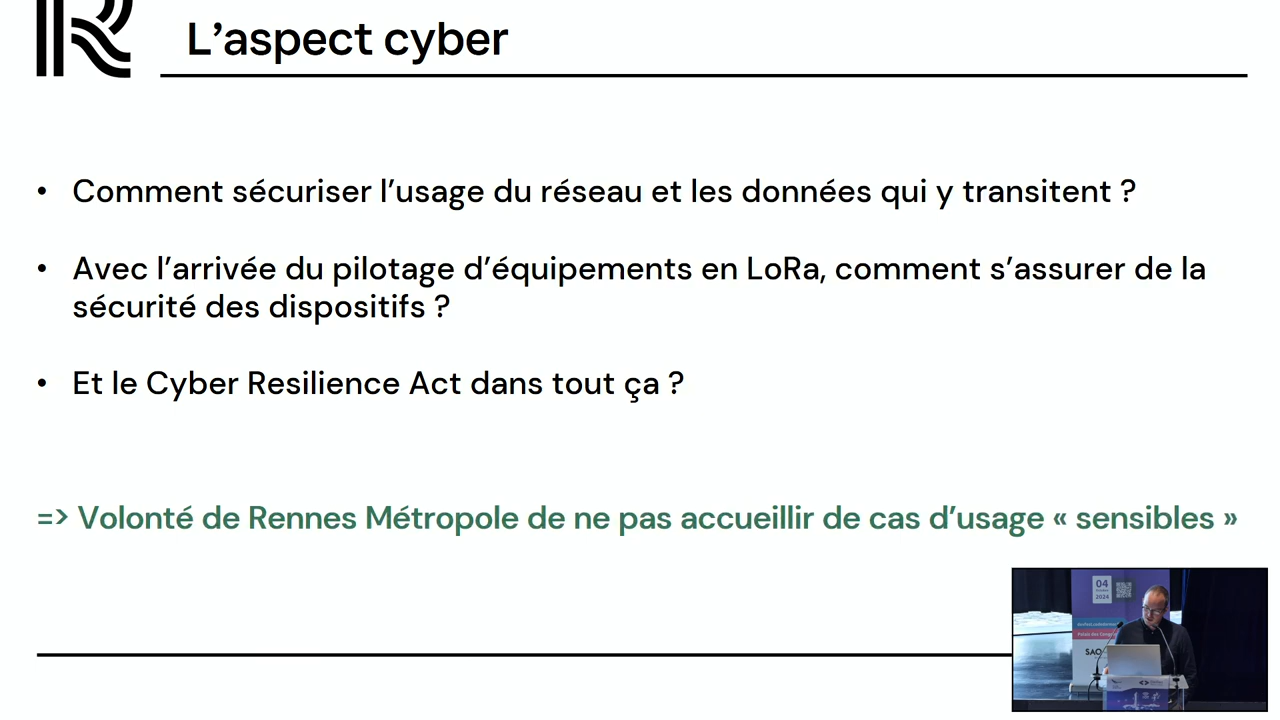 L'aspect cyber
• Comment sécuriser l'usage du réseau et les données qui y transitent ?
• Avec l'arrivée du pilotage d'équipements en LoRa, comment s'assurer de la
sécurité des dispositifs ?
• Et le Cyber Resilience Act dans tout ça ?
=> Volonté de Rennes Métropole de ne pas accueillir de cas d'usage « sensibles »
04
2024